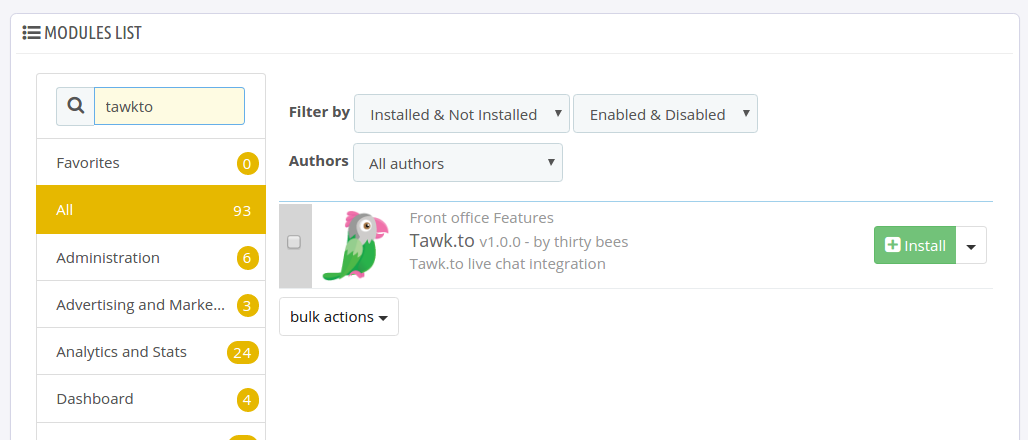 MODULES LIST
tawkto
Favorites 0
All 93
Administration 6
Advertising and Marke... 3
Analytics and Stats 24
Dashboard 4
Filter by Installed & Not Installed Enabled & Disabled
Authors All authors
Front office Features
Tawk.to v1.0.0 - by thirty bees
Tawk.to live chat integration
Install
bulk actions